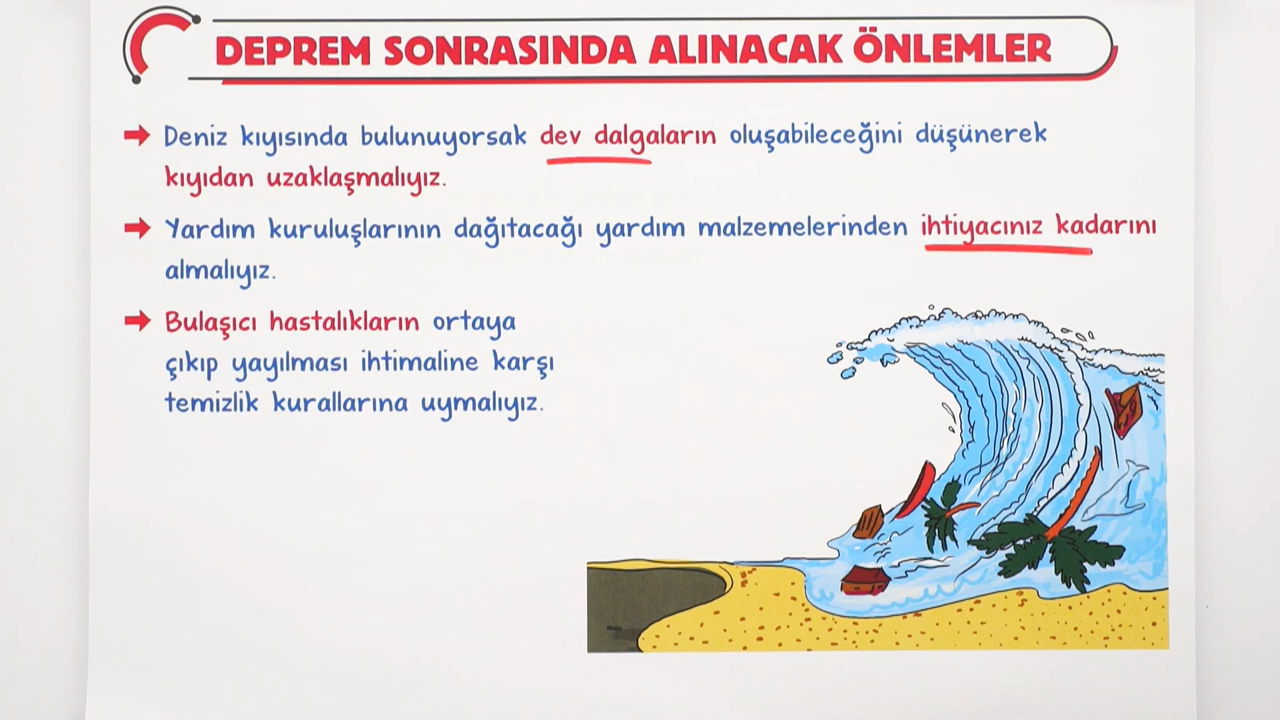 DEPREM SONRASINDA ALINACAK ÖNLEMLER
Deniz kıyısında bulunuyorsak dev dalgaların oluşabileceğini düşünerek
kıyıdan uzaklaşmalıyız.
Yardım kuruluşlarının dağıtacağı yardım malzemelerinden ihtiyacınız kadarını
almalıyız.
Bulaşıcı hastalıkların ortaya
çıkıp yayılması ihtimaline karşı
temizlik kurallarına uymalıyız.